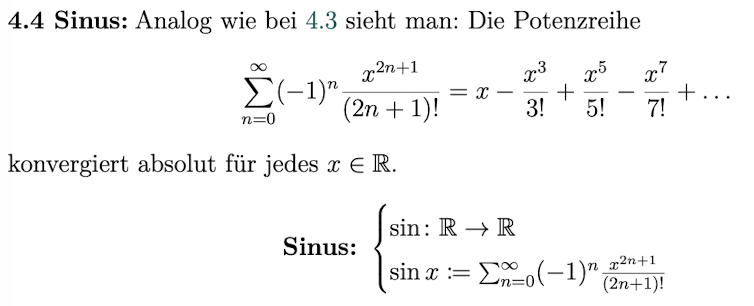 4.4 Sinus: Analog wie bei 4.3 sieht man: Die Potenzreihe
∑_{n=0}^{∞} (−1)^n x^{2n+1}/(2n + 1)! = x − x^3/3! + x^5/5! − x^7/7! + ...
konvergiert absolut für jedes x ∈ ℝ.
Sinus: { sin: ℝ → ℝ
sin x := ∑_{n=0}^{∞} (−1)^n x^{2n+1}/(2n+1)!